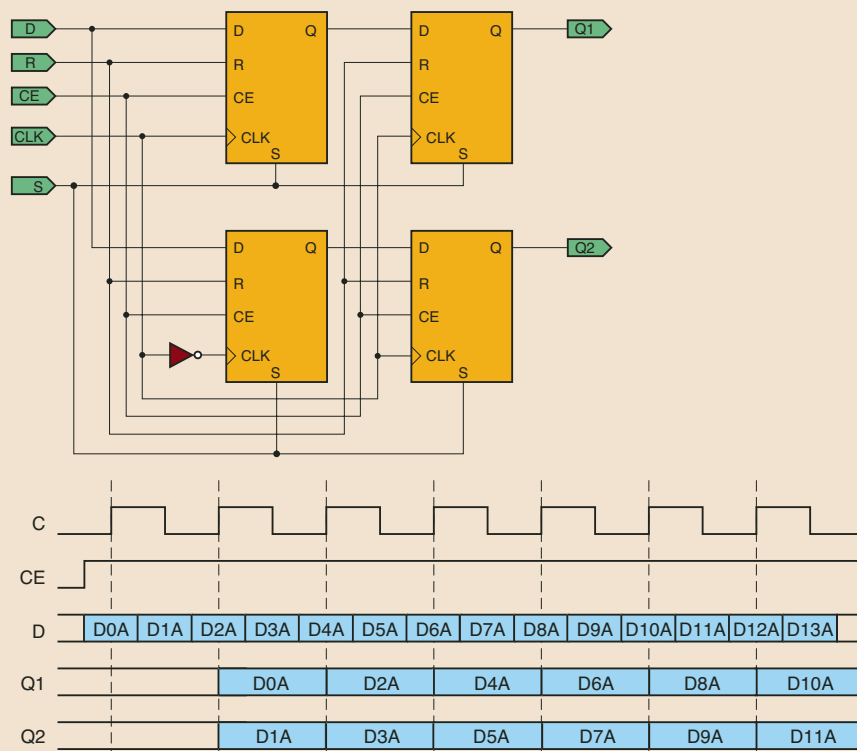 D D Q D Q Q1
R R R
CE CE CE
CLK CLK CLK
S S
S
D Q D Q Q2
R R
CE CE
CLK CLK
S S
C
CE
D D0A D1A D2A D3A D4A D5A D6A D7A D8A D9A D10A D11A D12A D13A
Q1 D0A D2A D4A D6A D8A D10A
Q2 D1A D3A D5A D7A D9A D11A